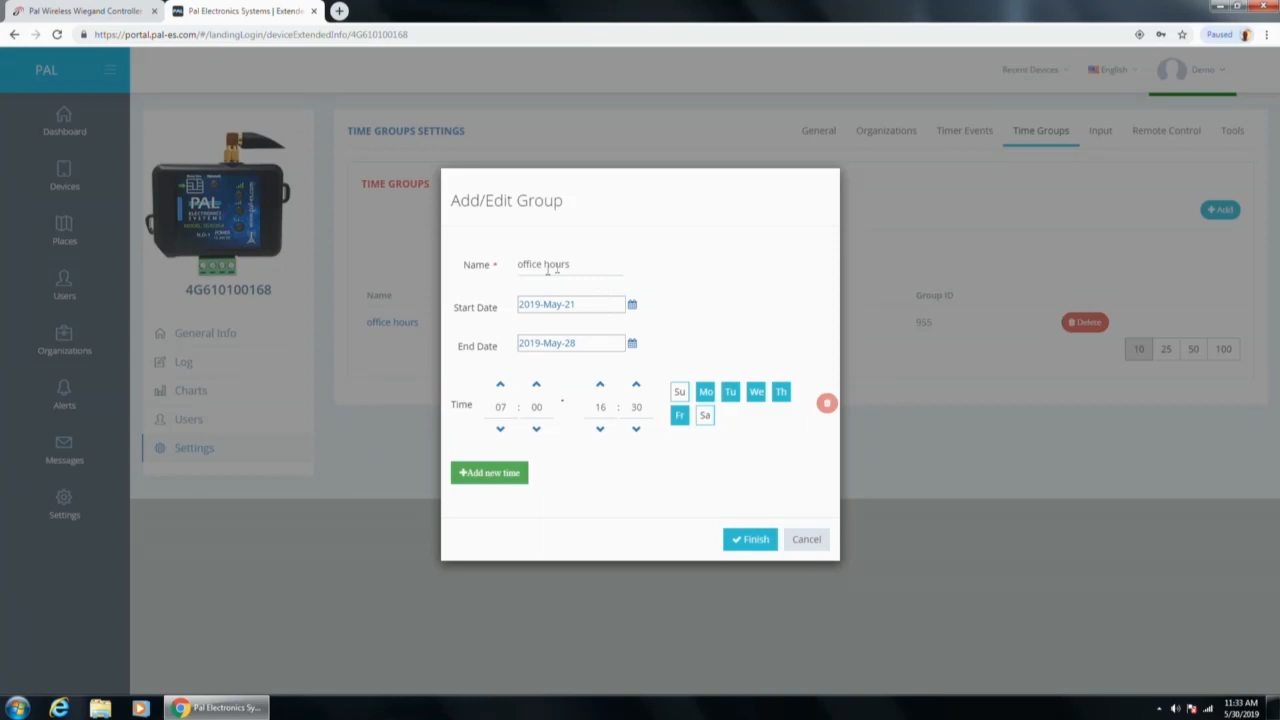 Pal Wireless Wiegand Controller
Pal Electronics Systems | Extende
https://portal.pal-es.com/#/landingLogin/deviceExtendedInfo/4G610100168
Paused
PAL
Recent Devices
English
Demo
Dashboard
Devices
Places
Users
Organizations
Alerts
Messages
Settings
PAL
ELECTRONICS
SYSTEMS
4G610100168
General Info
Log
Charts
Users
Settings
TIME GROUPS SETTINGS
General Organizations Timer Events Time Groups Input Remote Control Tools
TIME GROUPS
Add
Name Group ID
office hours 955 Delete
10 25 50 100
Add/Edit Group
Name * office hours
Start Date 2019-May-21
End Date 2019-May-28
Time 07 : 00 - 16 : 30
Su Mo Tu We Th
Fr Sa
+Add new time
Finish Cancel
Pal Electronics Sy...
11:33 AM
5/30/2019